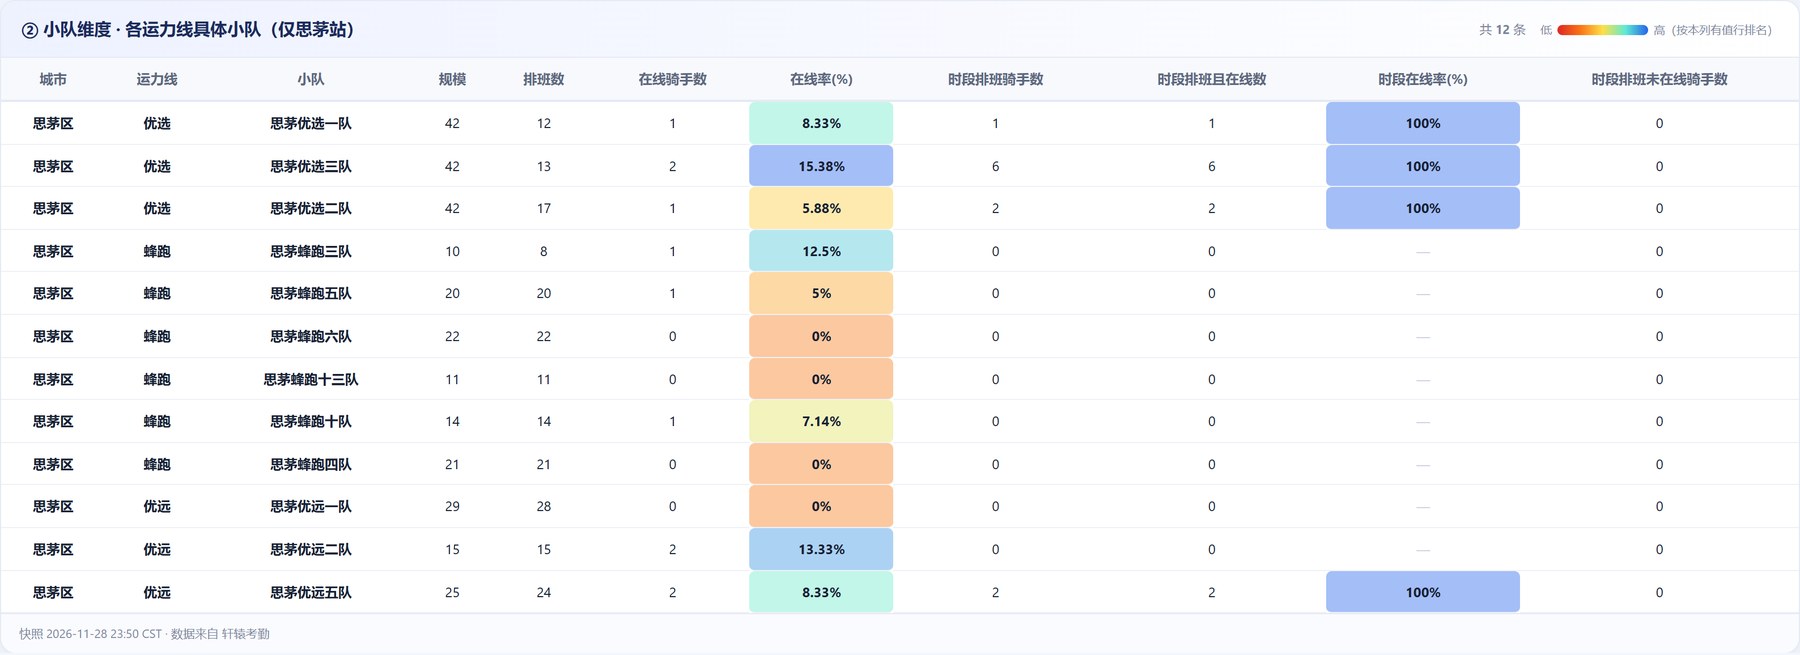 ② 小队维度 · 各运力线具体小队（仅思茅站）
共 12 条 低 高 (按本列有值行排名)
城市 运力线 小队 规模 排班数 在线骑手数 在线率(%) 时段排班骑手数 时段排班且在线数 时段在线率(%) 时段排班未在线骑手数
思茅区 优选 思茅优选一队 42 12 1 8.33% 1 1 100% 0
思茅区 优选 思茅优选三队 42 13 2 15.38% 6 6 100% 0
思茅区 优选 思茅优选二队 42 17 1 5.88% 2 2 100% 0
思茅区 蜂跑 思茅蜂跑三队 10 8 1 12.5% 0 0 — 0
思茅区 蜂跑 思茅蜂跑五队 20 20 1 5% 0 0 — 0
思茅区 蜂跑 思茅蜂跑六队 22 22 0 0% 0 0 — 0
思茅区 蜂跑 思茅蜂跑十三队 11 11 0 0% 0 0 — 0
思茅区 蜂跑 思茅蜂跑十队 14 14 1 7.14% 0 0 — 0
思茅区 蜂跑 思茅蜂跑四队 21 21 0 0% 0 0 — 0
思茅区 优远 思茅优远一队 29 28 0 0% 0 0 — 0
思茅区 优远 思茅优远二队 15 15 2 13.33% 0 0 — 0
思茅区 优远 思茅优远五队 25 24 2 8.33% 2 2 100% 0
快照 2026-11-28 23:50 CST · 数据来自 轩辕考勤